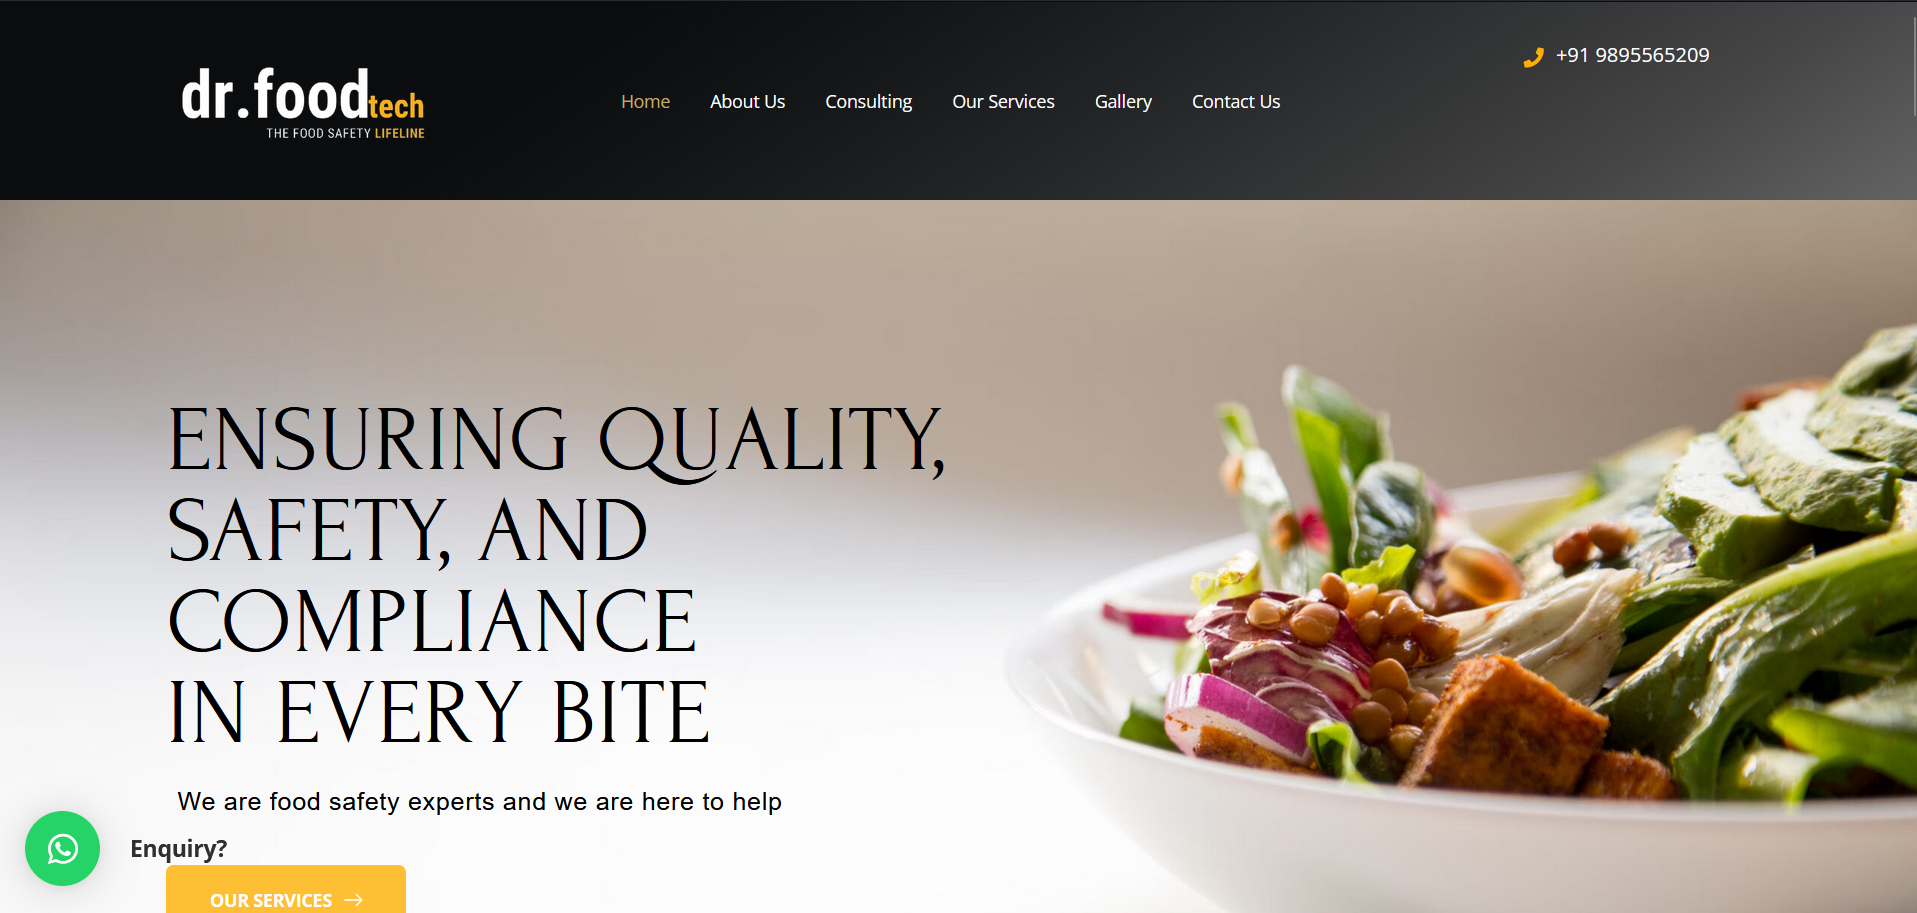 +91 9895565209
dr.foodtech
THE FOOD SAFETY LIFELINE
Home About Us Consulting Our Services Gallery Contact Us
ENSURING QUALITY,
SAFETY, AND
COMPLIANCE
IN EVERY BITE
We are food safety experts and we are here to help
Enquiry?
OUR SERVICES